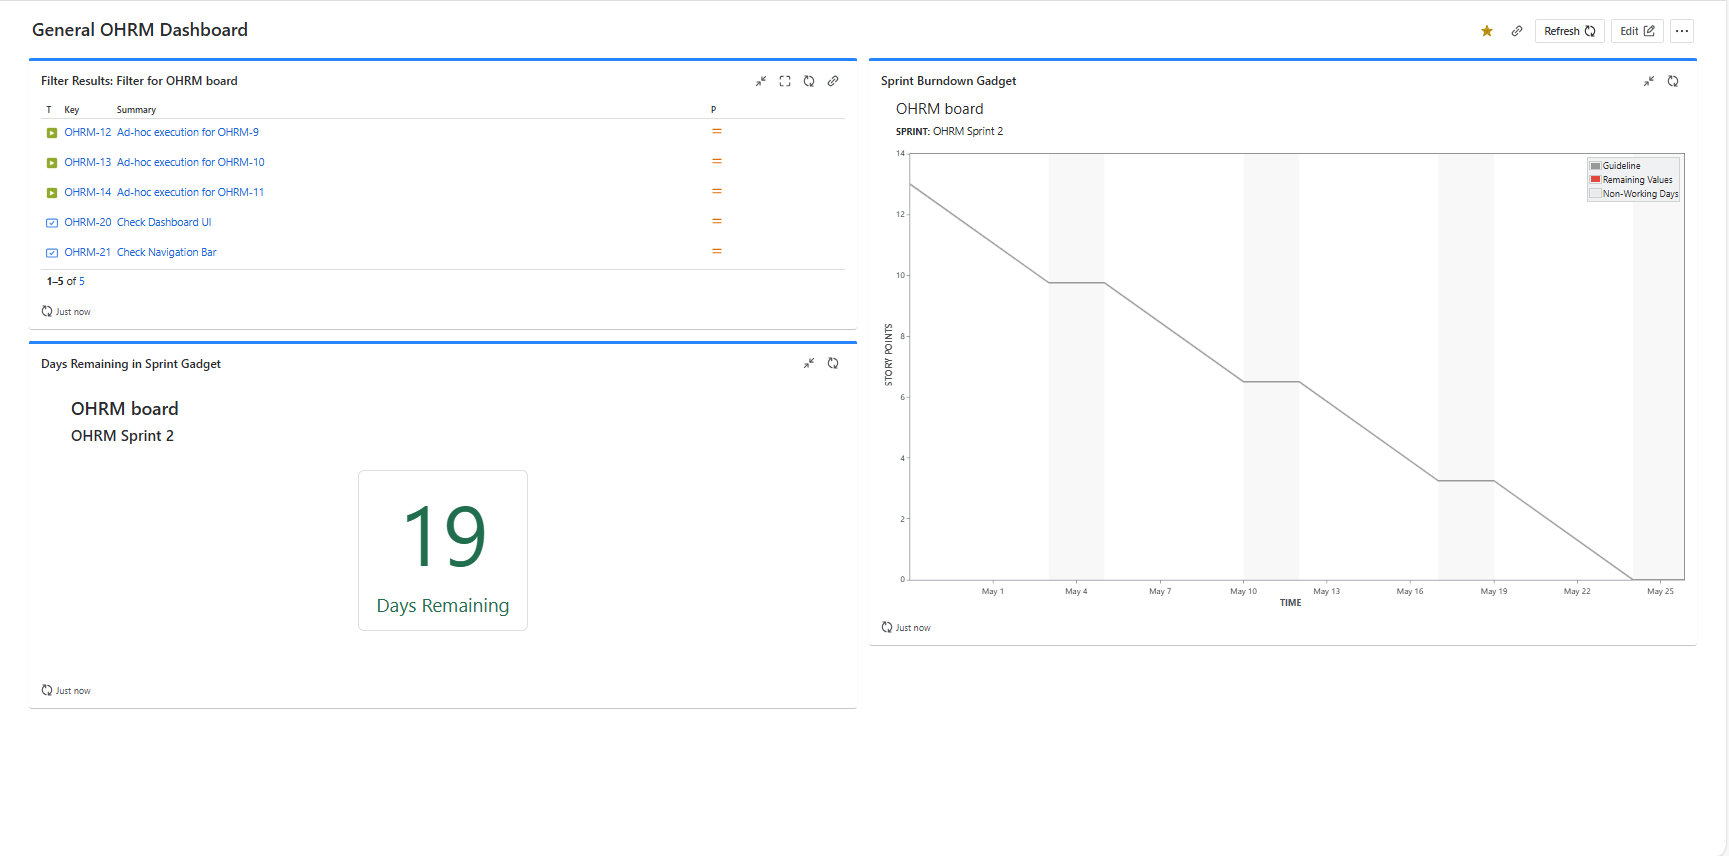 General OHRM Dashboard
Refresh
Edit
Filter Results: Filter for OHRM board
T Key Summary P
OHRM-12 Ad-hoc execution for OHRM-9
OHRM-13 Ad-hoc execution for OHRM-10
OHRM-14 Ad-hoc execution for OHRM-11
OHRM-20 Check Dashboard UI
OHRM-21 Check Navigation Bar
1–5 of 5
Just now
Days Remaining in Sprint Gadget
OHRM board
OHRM Sprint 2
19
Days Remaining
Just now
Sprint Burndown Gadget
OHRM board
SPRINT: OHRM Sprint 2
Guideline
Remaining Values
Non-Working Days
STORY POINTS
14
12
10
8
6
4
2
0
May 1 May 4 May 7 May 10 May 13 May 16 May 19 May 22 May 25
TIME
Just now